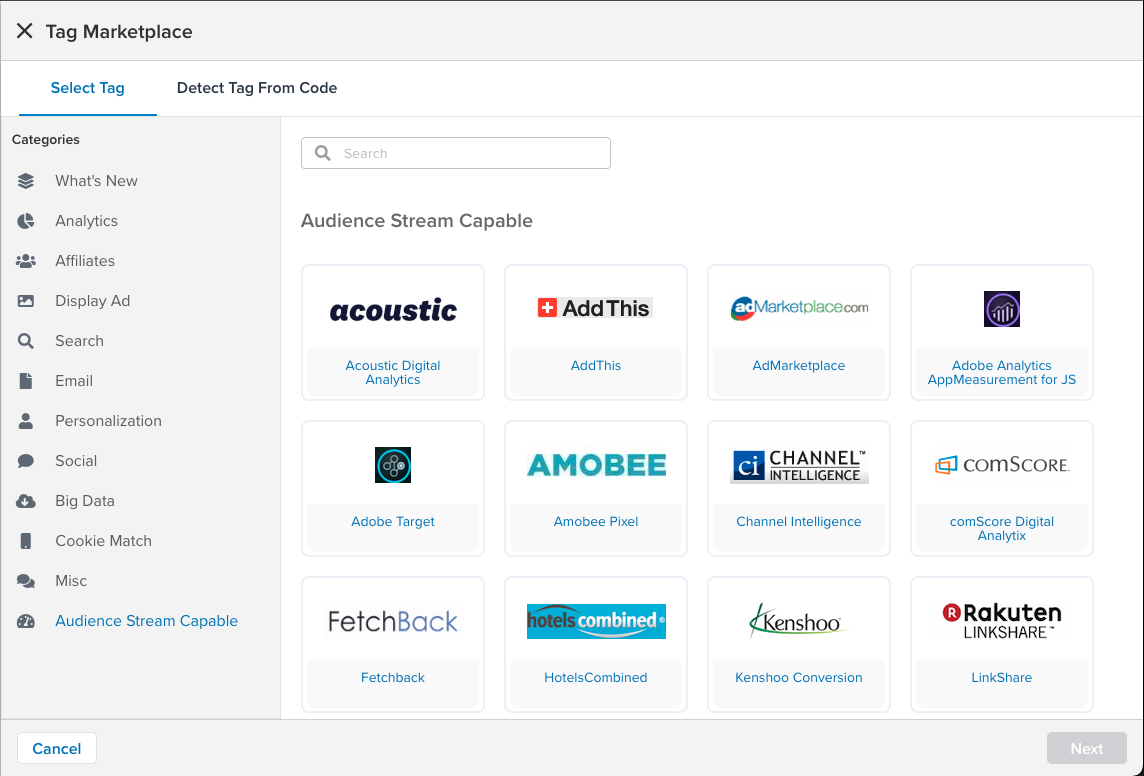 Tag Marketplace
Select Tag
Detect Tag From Code
Categories
What's New
Analytics
Affiliates
Display Ad
Search
Email
Personalization
Social
Big Data
Cookie Match
Misc
Audience Stream Capable
Search
Audience Stream Capable
acoustic
Acoustic Digital
Analytics
AddThis
AddThis
adMarketplace.com
AdMarketplace
Adobe Analytics
AppMeasurement for JS
Adobe Target
AMOBEE
Amobee Pixel
ci CHANNEL™
INTELLIGENCE
Channel Intelligence
comSCORE.
comScore Digital
Analytix
FetchBack
Fetchback
hotelscombined®
HotelsCombined
Kenshoo
Kenshoo Conversion
R Rakuten
LINKSHARE™
LinkShare
Cancel
Next